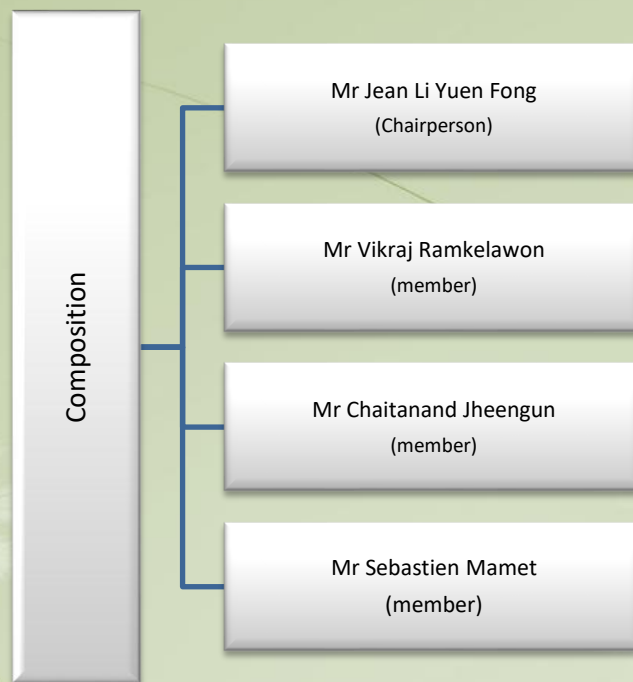 Composition
Mr Jean Li Yuen Fong
(Chairperson)
Mr Vikraj Ramkelawon
(member)
Mr Chaitanand Jheengun
(member)
Mr Sebastien Mamet
(member)